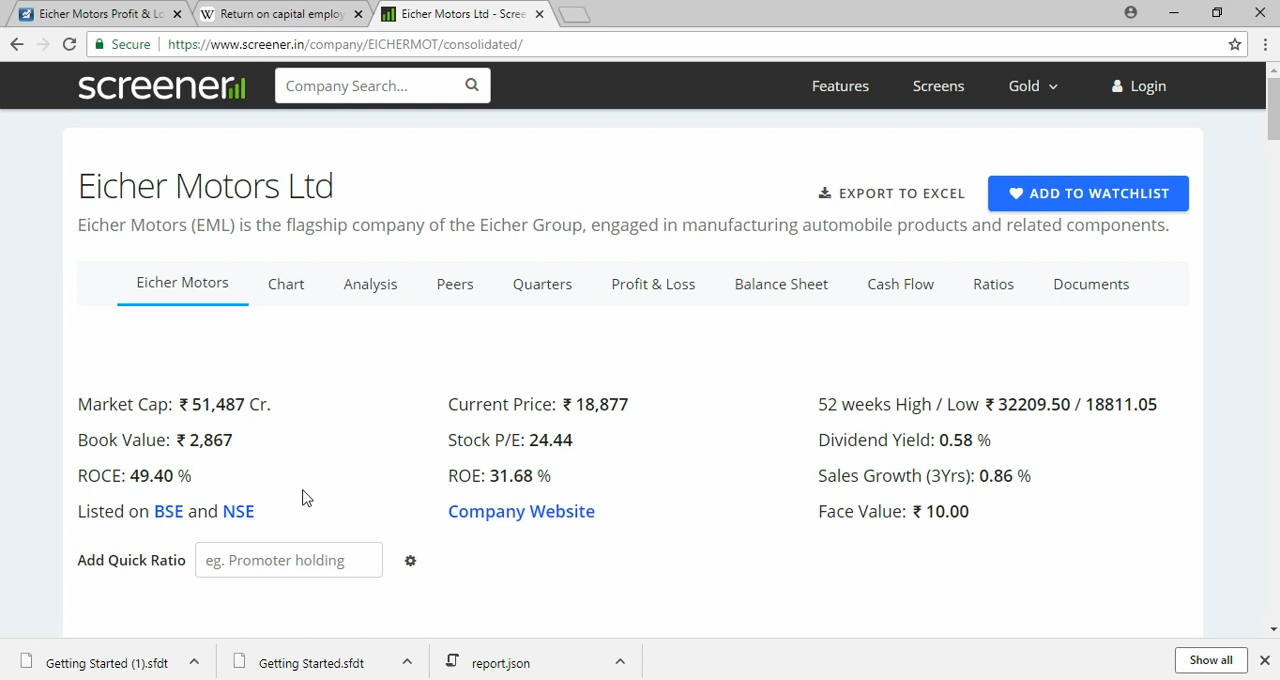 Eicher Motors Profit & Lo
Return on capital employ
Eicher Motors Ltd - Scree
Secure
https://www.screener.in/company/EICHERMOT/consolidated/
screener
Company Search...
Features
Screens
Gold
Login
Eicher Motors Ltd
EXPORT TO EXCEL
ADD TO WATCHLIST
Eicher Motors (EML) is the flagship company of the Eicher Group, engaged in manufacturing automobile products and related components.
Eicher Motors
Chart
Analysis
Peers
Quarters
Profit & Loss
Balance Sheet
Cash Flow
Ratios
Documents
Market Cap: ₹ 51,487 Cr.
Current Price: ₹ 18,877
52 weeks High / Low ₹ 32209.50 / 18811.05
Book Value: ₹ 2,867
Stock P/E: 24.44
Dividend Yield: 0.58 %
ROCE: 49.40 %
ROE: 31.68 %
Sales Growth (3Yrs): 0.86 %
Listed on BSE and NSE
Company Website
Face Value: ₹ 10.00
Add Quick Ratio
eg. Promoter holding
Getting Started (1).sfdt
Getting Started.sfdt
report.json
Show all